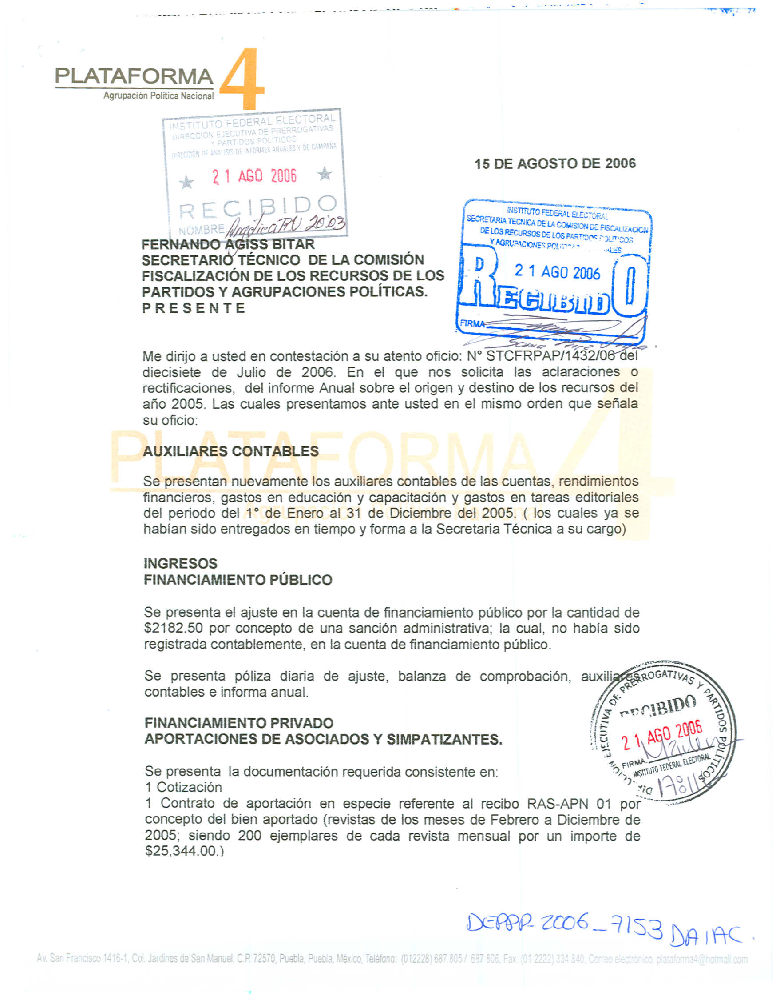 PLATAFORMA 4
Agrupación Política Nacional
INSTITUTO FEDERAL ELECTORAL
DIRECCIÓN EJECUTIVA DE PRERROGATIVAS
Y PARTIDOS POLÍTICOS
DIRECCIÓN DE ANALISIS DE INFORMES ANUALES Y DE CAMPAÑA
21 AGO 2006
RECIBIDO
NOMBRE: Angélica R.V. 20:03
15 DE AGOSTO DE 2006
INSTITUTO FEDERAL ELECTORAL
SECRETARIA TECNICA DE LA COMISION DE FISCALIZACION
DE LOS RECURSOS DE LOS PARTIDOS POLITICOS
Y AGRUPACIONES
21 AGO 2006
RECIBIDO
FIRMA
FERNANDO AGISS BITAR
SECRETARIO TÉCNICO DE LA COMISIÓN
FISCALIZACIÓN DE LOS RECURSOS DE LOS
PARTIDOS Y AGRUPACIONES POLÍTICAS.
P R E S E N T E
Me dirijo a usted en contestación a su atento oficio: N° STCFRPAP/1432/06 del
diecisiete de Julio de 2006. En el que nos solicita las aclaraciones o
rectificaciones, del informe Anual sobre el origen y destino de los recursos del
año 2005. Las cuales presentamos ante usted en el mismo orden que señala
su oficio:
PLATAFORMA 4
Agrupación Política Nacional
AUXILIARES CONTABLES
Se presentan nuevamente los auxiliares contables de las cuentas, rendimientos
financieros, gastos en educación y capacitación y gastos en tareas editoriales
del periodo del 1° de Enero al 31 de Diciembre del 2005. ( los cuales ya se
habían sido entregados en tiempo y forma a la Secretaria Técnica a su cargo)
INGRESOS
FINANCIAMIENTO PÚBLICO
Se presenta el ajuste en la cuenta de financiamiento público por la cantidad de
$2182.50 por concepto de una sanción administrativa; la cual, no había sido
registrada contablemente, en la cuenta de financiamiento público.
Se presenta póliza diaria de ajuste, balanza de comprobación, auxiliares
contables e informa anual.
FINANCIAMIENTO PRIVADO
APORTACIONES DE ASOCIADOS Y SIMPATIZANTES.
DIRECCION EJECUTIVA DE PRERROGATIVAS Y PARTIDOS POLÍTICOS
RECIBIDO
21 AGO 2006
FIRMA
INSTITUTO FEDERAL ELECTORAL
Se presenta la documentación requerida consistente en:
1 Cotización
1 Contrato de aportación en especie referente al recibo RAS-APN 01 por
concepto del bien aportado (revistas de los meses de Febrero a Diciembre de
2005; siendo 200 ejemplares de cada revista mensual por un importe de
$25,344.00.)
DEPPP-2006-7153 DAIAC.
Av. San Francisco 1416-1, Col. Jardines de San Manuel, C.P. 72570, Puebla, Puebla, México, Teléfono: (012228) 687 805 / 687 806, Fax: (01 2222) 334 840, Correo electrónico: plataforma4@hotmail.com